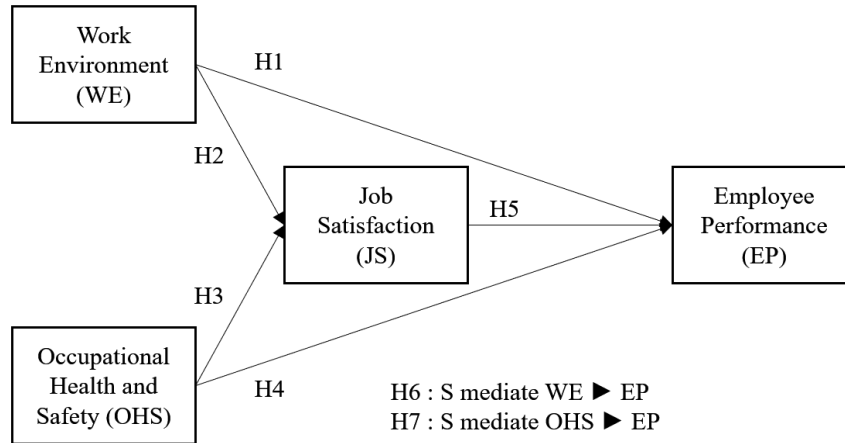 Work
Environment
(WE)
H1
H2
Job
Satisfaction
(JS)
H5
Employee
Performance
(EP)
H3
Occupational
Health and
Safety (OHS)
H4
H6 : S mediate WE ► EP
H7 : S mediate OHS ► EP